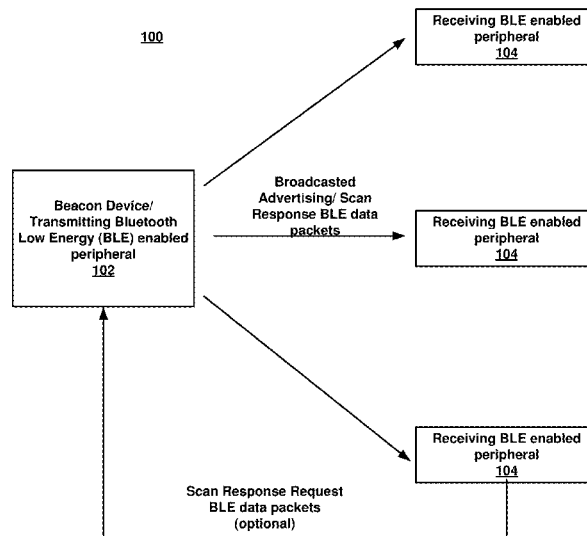 100
Receiving BLE enabled
peripheral
104
Beacon Device/
Transmitting Bluetooth
Low Energy (BLE) enabled
peripheral
102
Broadcasted
Advertising/ Scan
Response BLE data
packets
Receiving BLE enabled
peripheral
104
Receiving BLE enabled
peripheral
104
Scan Response Request
BLE data packets
(optional)